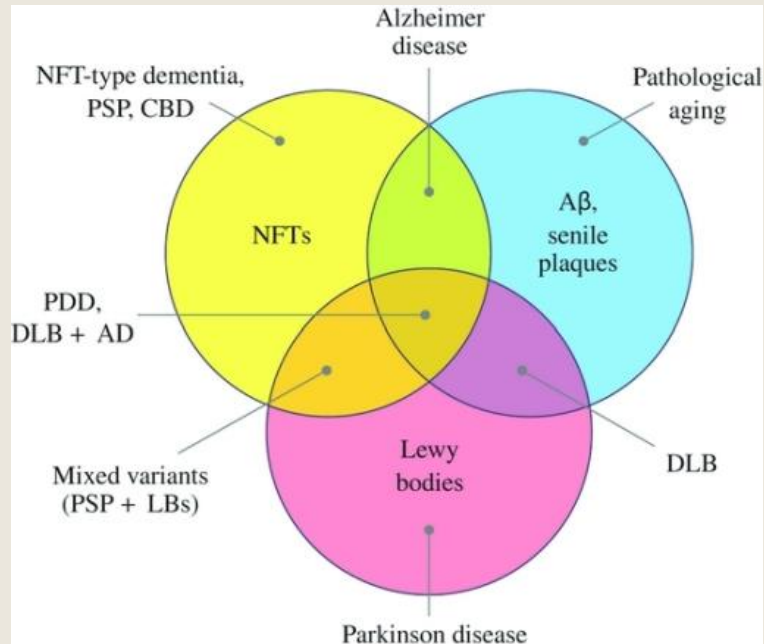 Alzheimer
disease
NFT-type dementia,
PSP, CBD
Pathological
aging
NFTs
Aβ,
senile
plaques
PDD,
DLB + AD
Lewy
bodies
Mixed variants
(PSP + LBs)
DLB
Parkinson disease